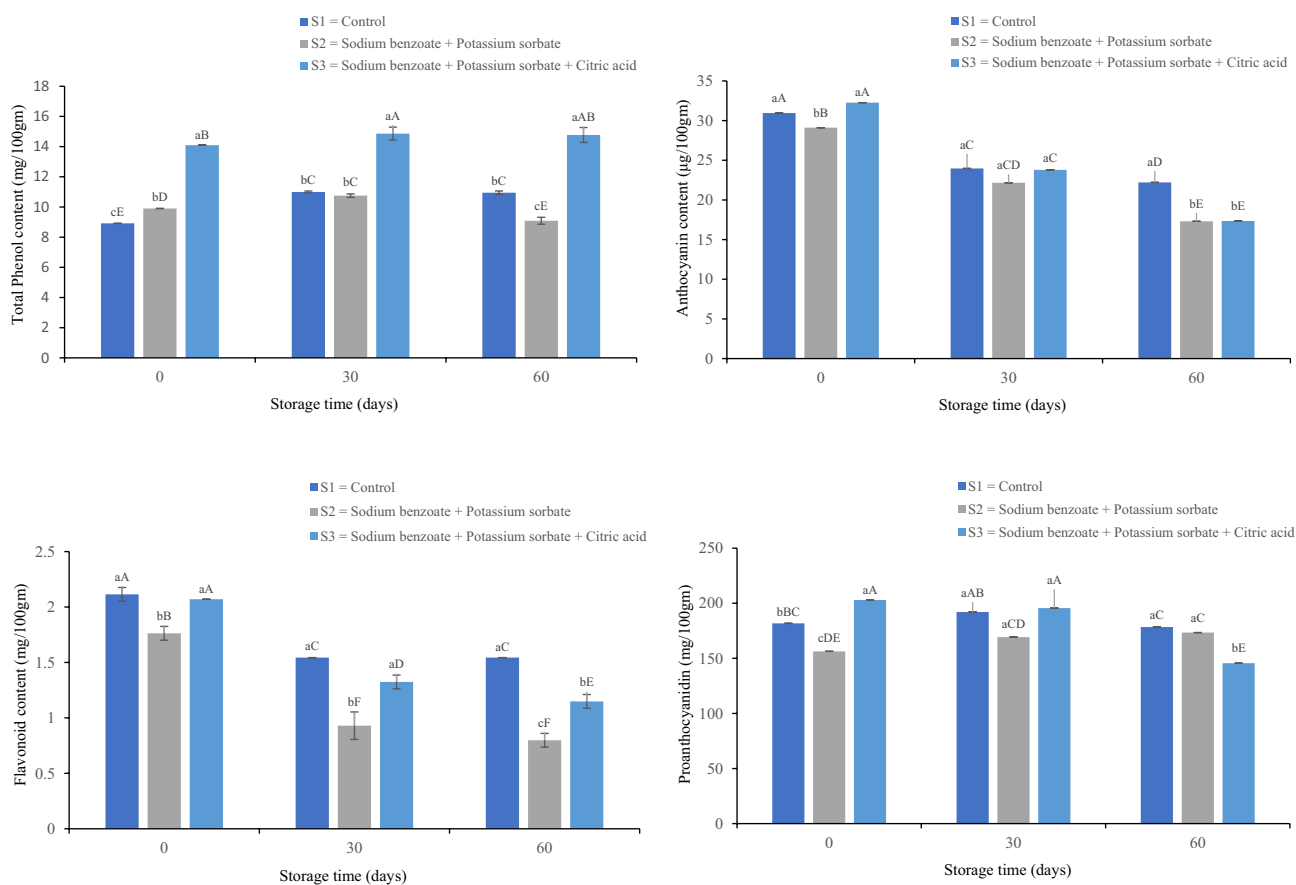 S1 = Control
S2 = Sodium benzoate + Potassium sorbate
S3 = Sodium benzoate + Potassium sorbate + Citric acid
Total Phenol content (mg/100gm)
18
16
14
12
10
8
6
4
2
0
cE
bD
aB
bC
bC
aA
bC
cE
aAB
0
30
60
Storage time (days)
S1 = Control
S2 = Sodium benzoate + Potassium sorbate
S3 = Sodium benzoate + Potassium sorbate + Citric acid
Anthocyanin content (µg/100gm)
35
30
25
20
15
10
5
0
aA
bB
aA
aC
aCD
aC
aD
bE
bE
0
30
60
Storage time (days)
S1 = Control
S2 = Sodium benzoate + Potassium sorbate
S3 = Sodium benzoate + Potassium sorbate + Citric acid
Flavonoid content (mg/100gm)
2.5
2
1.5
1
0.5
0
aA
bB
aA
aC
bF
aD
aC
cF
bE
0
30
60
Storage time (days)
S1 = Control
S2 = Sodium benzoate + Potassium sorbate
S3 = Sodium benzoate + Potassium sorbate + Citric acid
Proanthocyanidin (mg/100gm)
250
200
150
100
50
0
bBC
cDE
aA
aAB
aCD
aA
aC
aC
bE
0
30
60
Storage time (days)